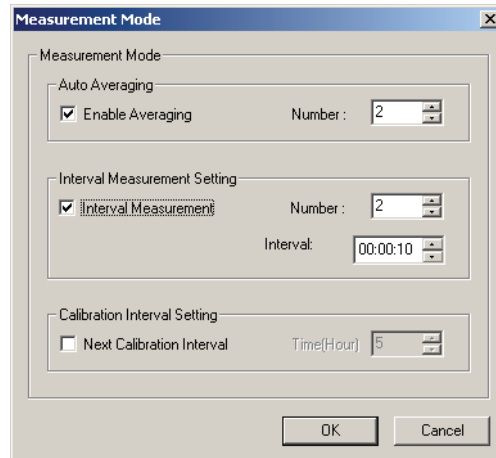 Measurement Mode
Measurement Mode
Auto Averaging
Enable Averaging Number : 2
Interval Measurement Setting
Interval Measurement Number : 2
Interval: 00:00:10
Calibration Interval Setting
Next Calibration Interval Time(Hour) 5
OK Cancel